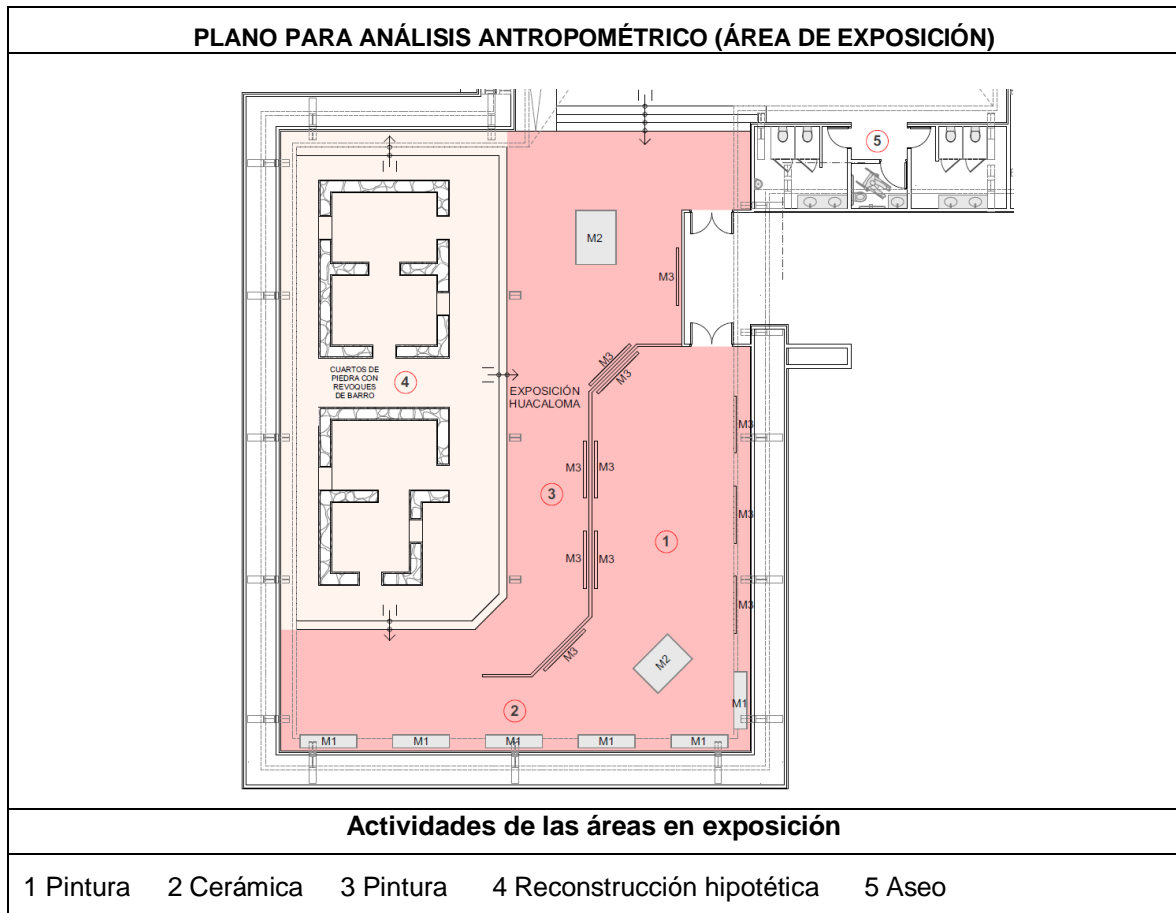 PLANO PARA ANÁLISIS ANTROPOMÉTRICO (ÁREA DE EXPOSICIÓN)
5
M2
M3
M3
M3
CUARTOS DE
PIEDRA CON
REVOQUES
DE BARRO
4
EXPOSICIÓN
HUACALOMA
M3
M3 M3
3
M3
1
M3 M3
M3
M3
M2
M1
2
M1 M1 M1 M1 M1
Actividades de las áreas en exposición
1 Pintura 2 Cerámica 3 Pintura 4 Reconstrucción hipotética 5 Aseo